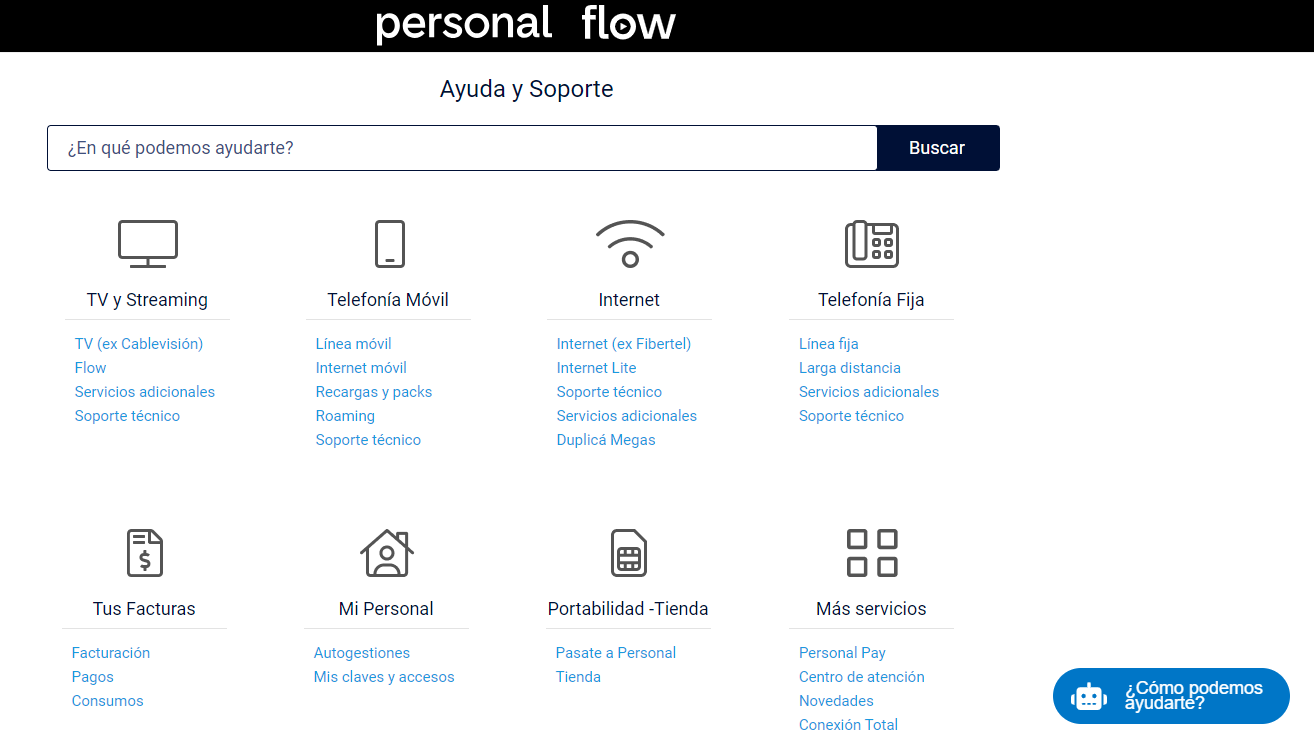 personal flow
Ayuda y Soporte
¿En qué podemos ayudarte?
Buscar
TV y Streaming
TV (ex Cablevisión)
Flow
Servicios adicionales
Soporte técnico
Telefonía Móvil
Línea móvil
Internet móvil
Recargas y packs
Roaming
Soporte técnico
Internet
Internet (ex Fibertel)
Internet Lite
Soporte técnico
Servicios adicionales
Duplicá Megas
Telefonía Fija
Línea fija
Larga distancia
Servicios adicionales
Soporte técnico
$
Tus Facturas
Facturación
Pagos
Consumos
Mi Personal
Autogestiones
Mis claves y accesos
Portabilidad -Tienda
Pasate a Personal
Tienda
Más servicios
Personal Pay
Centro de atención
Novedades
Conexión Total
¿Cómo podemos
ayudarte?